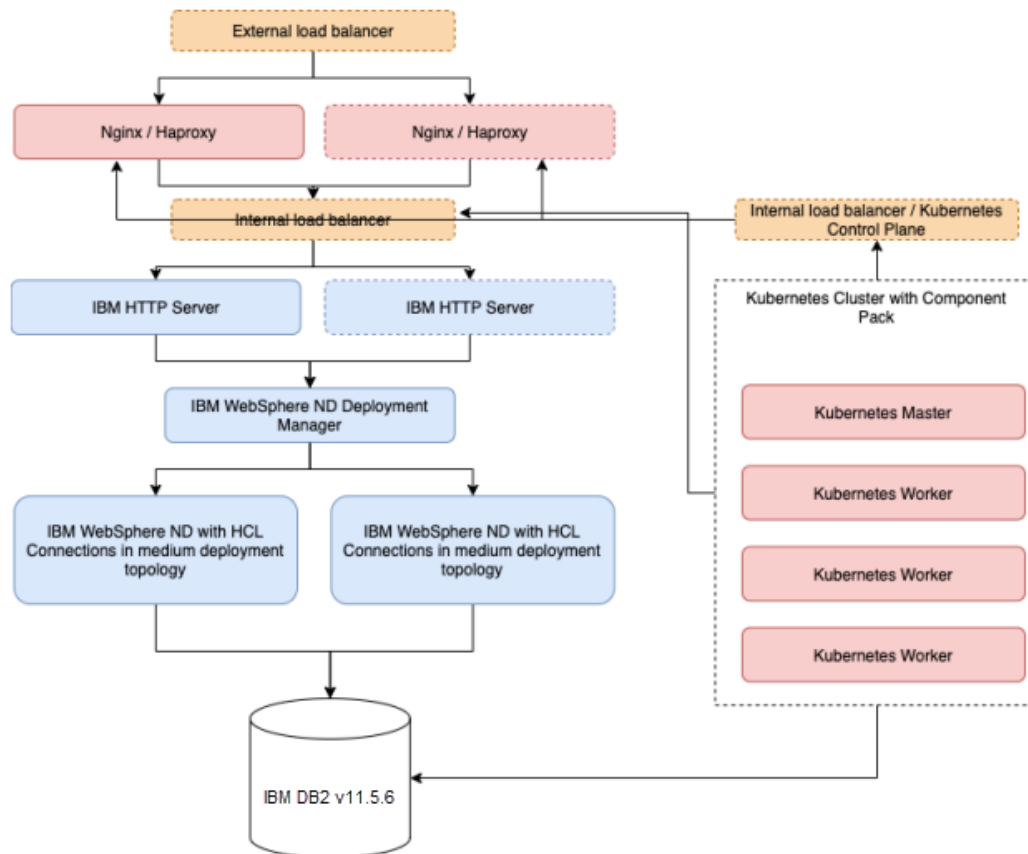 External load balancer
Nginx / Haproxy
Nginx / Haproxy
Internal load balancer
Internal load balancer / Kubernetes
Control Plane
IBM HTTP Server
IBM HTTP Server
Kubernetes Cluster with Component
Pack
IBM WebSphere ND Deployment
Manager
Kubernetes Master
Kubernetes Worker
IBM WebSphere ND with HCL
Connections in medium deployment
topology
IBM WebSphere ND with HCL
Connections in medium deployment
topology
Kubernetes Worker
Kubernetes Worker
IBM DB2 v11.5.6